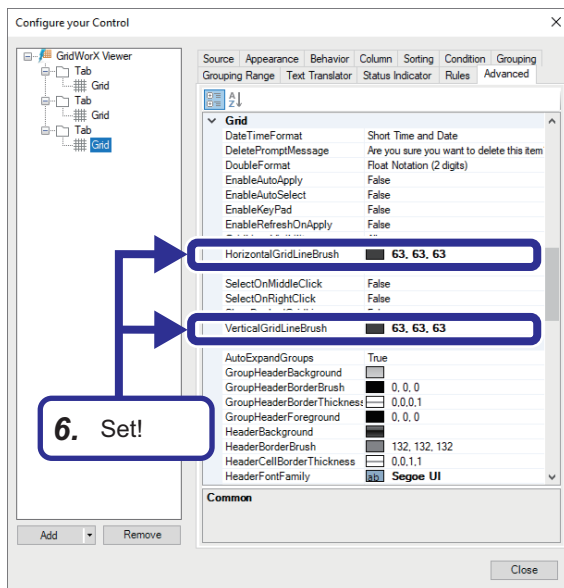 Configure your Control
GridWorX Viewer
Tab
Grid
Tab
Grid
Tab
Grid
Add
Remove
Source Appearance Behavior Column Sorting Condition Grouping
Grouping Range Text Translator Status Indicator Rules Advanced
Grid
DateTimeFormat Short Time and Date
DeletePromptMessage Are you sure you want to delete this item
DoubleFormat Float Notation (2 digits)
EnableAutoApply False
EnableAutoSelect False
EnableKeyPad False
EnableRefreshOnApply False
HorizontalGridLineBrush 63, 63, 63
SelectOnMiddleClick False
SelectOnRightClick False
VerticalGridLineBrush 63, 63, 63
AutoExpandGroups True
GroupHeaderBackground
GroupHeaderBorderBrush 0, 0, 0
GroupHeaderBorderThickness 0,0,0,1
GroupHeaderForeground 0, 0, 0
HeaderBackground
HeaderBorderBrush 132, 132, 132
HeaderCellBorderThickness 0,0,1,1
HeaderFontFamily ab Segoe UI
Common
6. Set!
Close